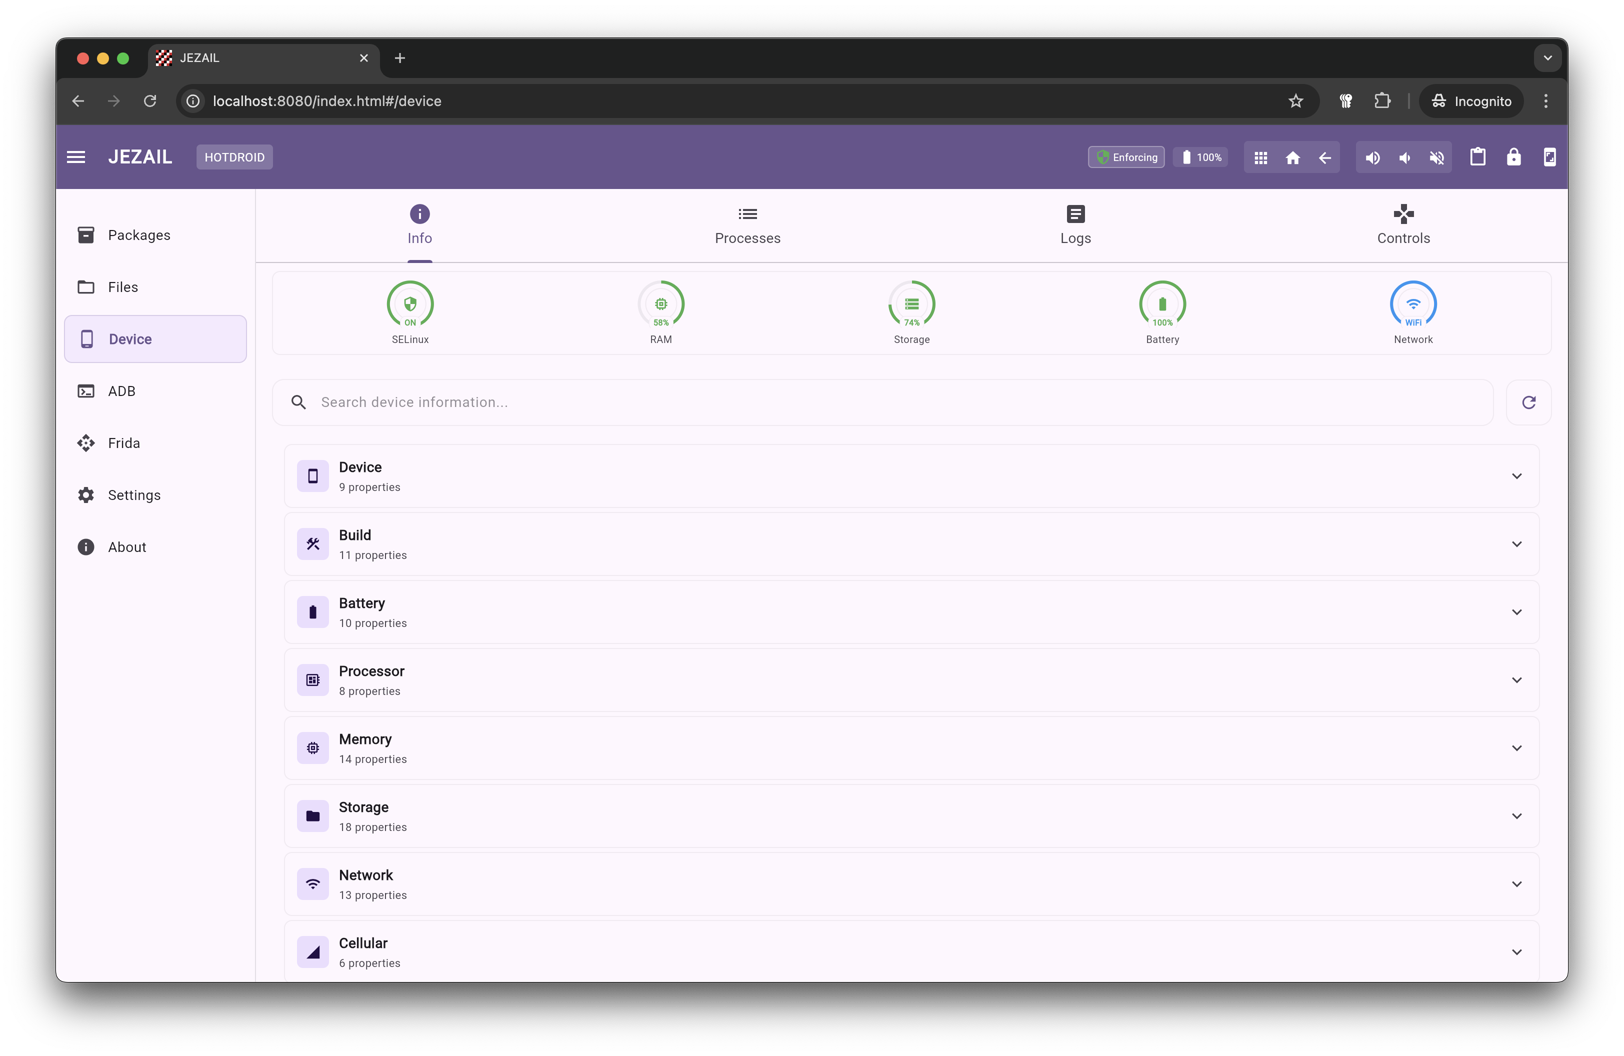 JEZAIL
localhost:8080/index.html#/device
Incognito
JEZAIL
HOTDROID
Enforcing
100%
Packages
Files
Device
ADB
Frida
Settings
About
Info
Processes
Logs
Controls
ON
SELinux
58%
RAM
74%
Storage
100%
Battery
WiFi
Network
Search device information...
Device
9 properties
Build
11 properties
Battery
10 properties
Processor
8 properties
Memory
14 properties
Storage
18 properties
Network
13 properties
Cellular
6 properties